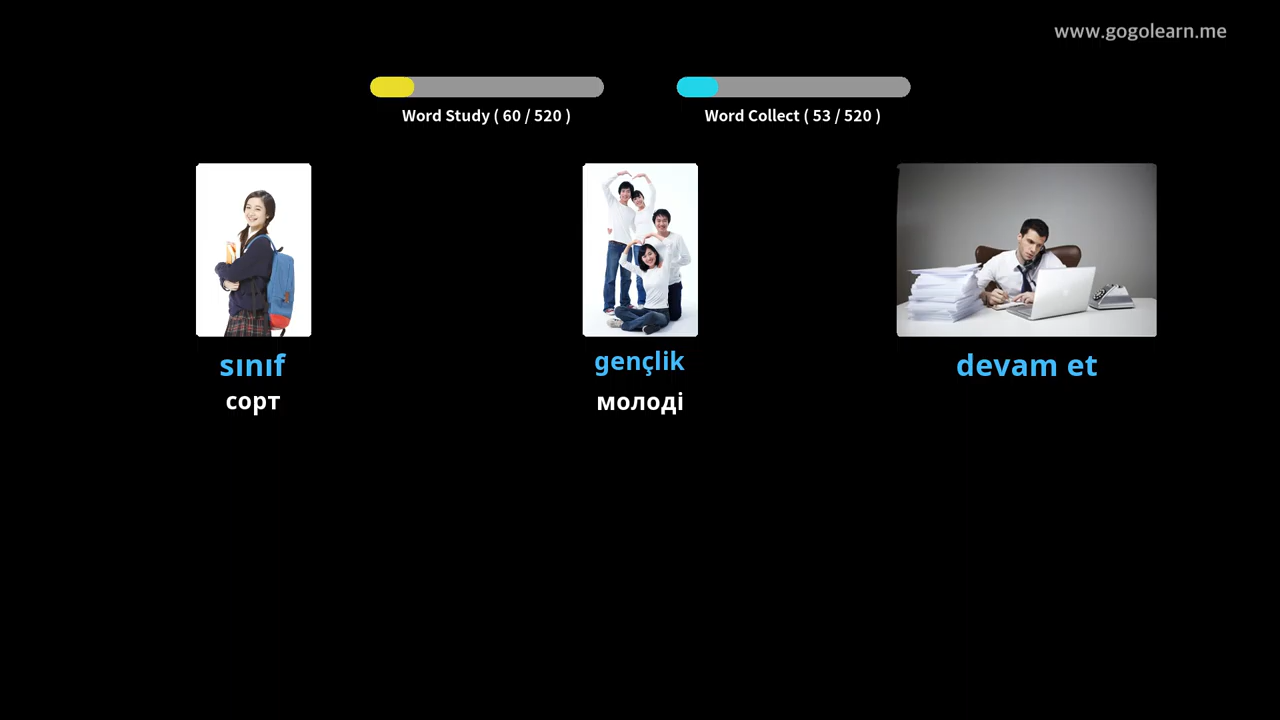 www.gogolearn.me
Word Study ( 60 / 520 )
Word Collect ( 53 / 520 )
sınıf
сорт
gençlik
молоді
devam et